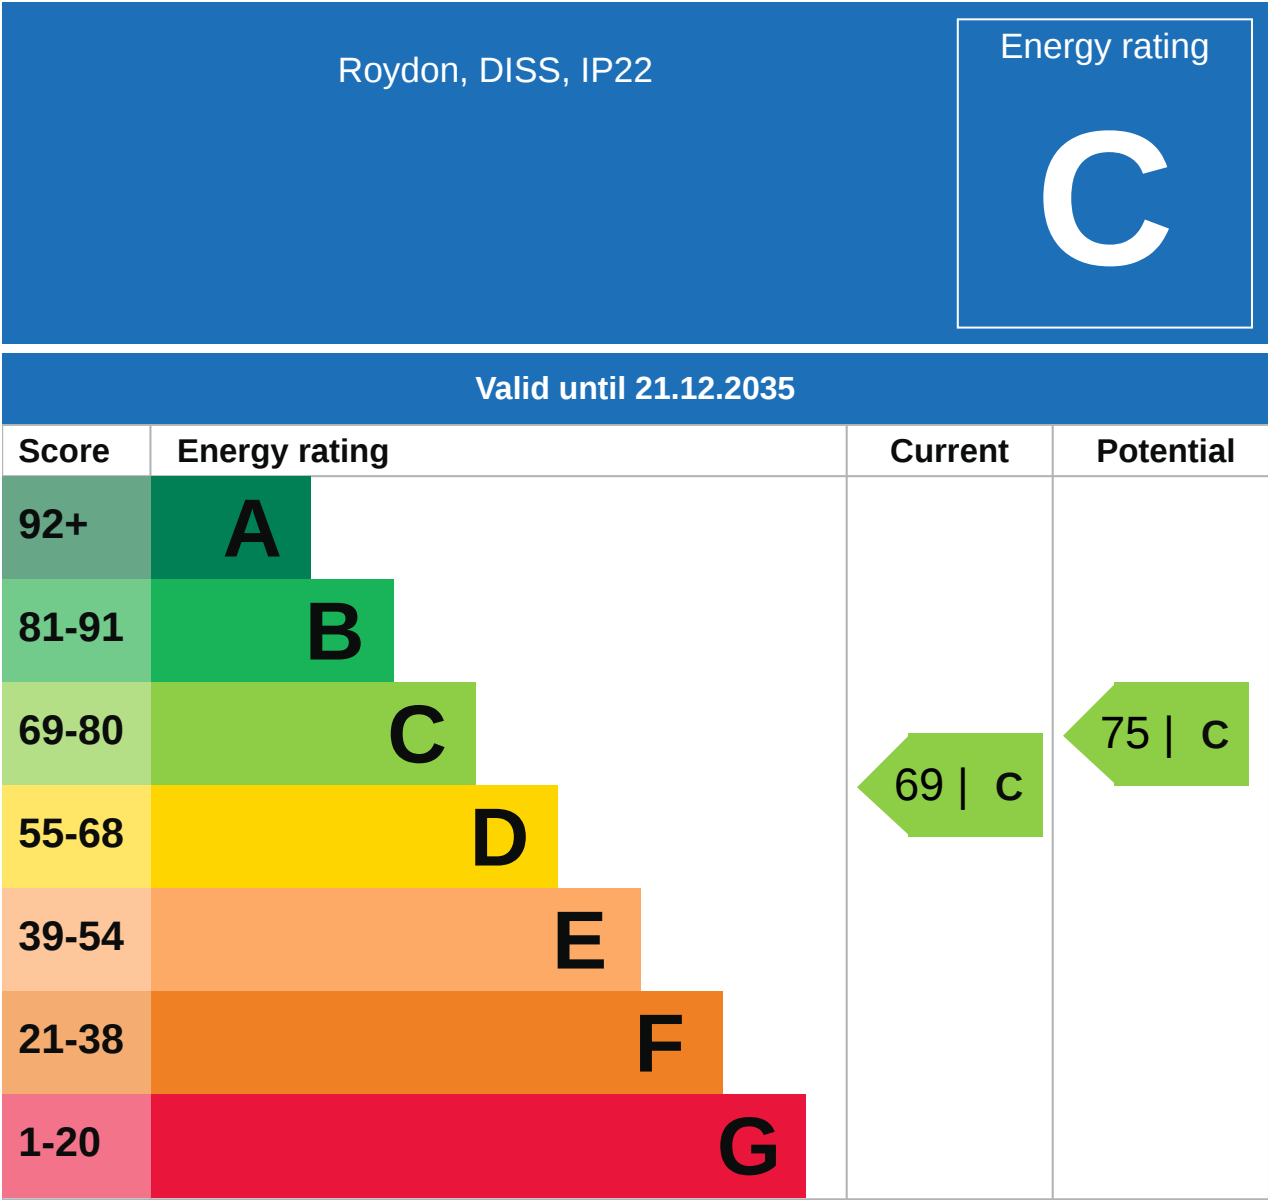 Roydon, DISS, IP22
Energy rating
C
Valid until 21.12.2035
Score Energy rating Current Potential
92+ A
81-91 B
69-80 C
75 | C
69 | C
55-68 D
39-54 E
21-38 F
1-20 G